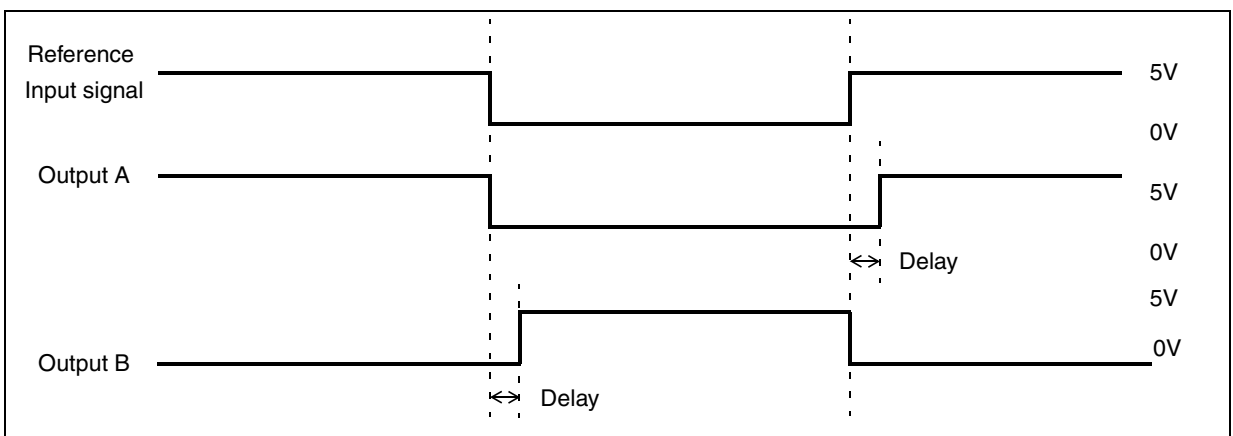 Reference
Input signal
5V
0V
Output A
5V
0V
Delay
5V
0V
Output B
Delay